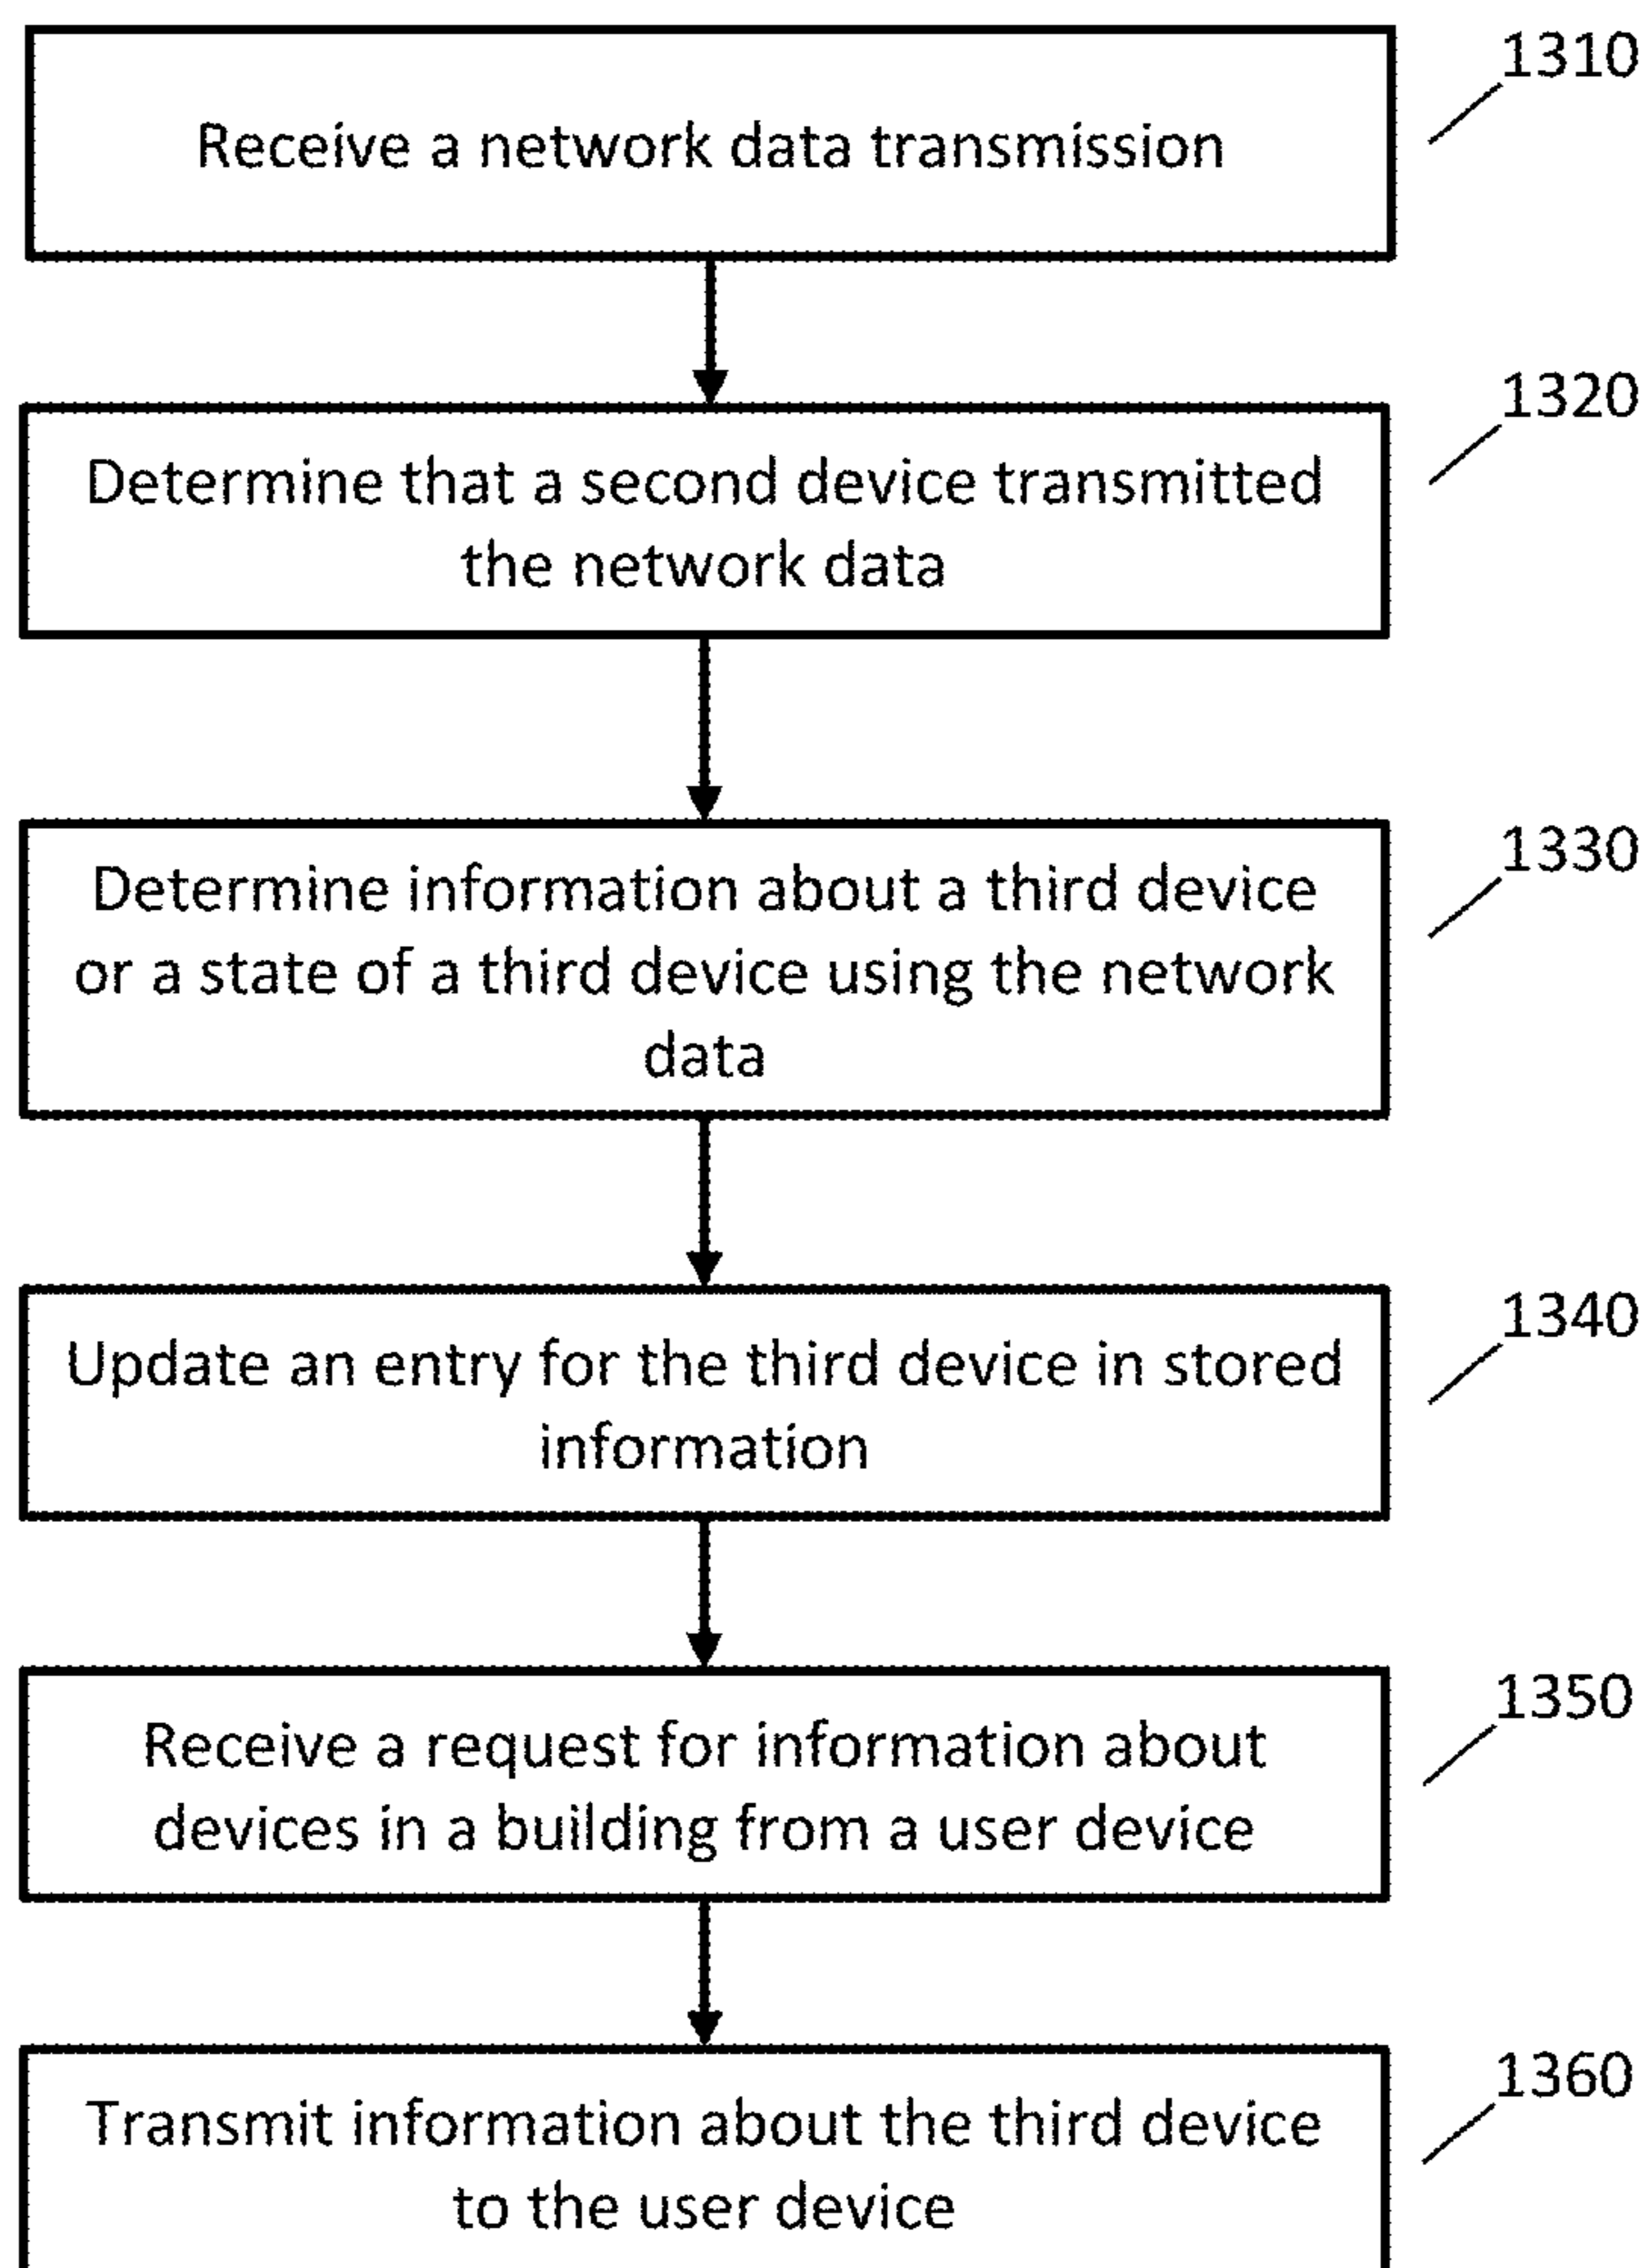 1310
Receive a network data transmission
1320
Determine that a second device transmitted
the network data
1330
Determine information about a third device
or a state of a third device using the network
data
1340
Update an entry for the third device in stored
information
1350
Receive a request for information about
devices in a building from a user device
1360
Transmit information about the third device
to the user device